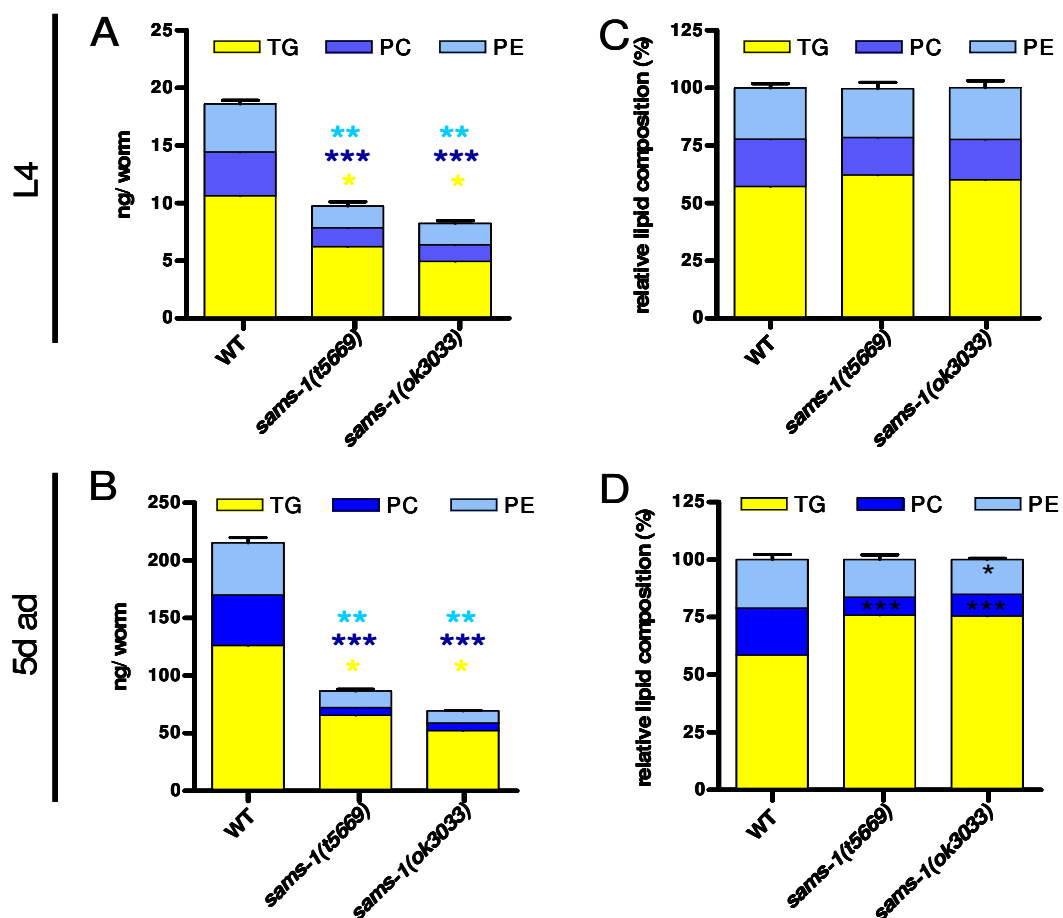 L4
A
TG PC PE
25
20
15
10
5
0
ng/ worm
**
***
*
**
***
*
WT
sams-1(t5669)
sams-1(ok3033)
C
TG PC PE
125
100
75
50
25
0
relative lipid composition (%)
WT
sams-1(t5669)
sams-1(ok3033)
5d ad
B
TG PC PE
250
200
150
100
50
0
ng/ worm
**
***
*
**
***
*
WT
sams-1(t5669)
sams-1(ok3033)
D
TG PC PE
125
100
75
50
25
0
relative lipid composition (%)
***
*
***
WT
sams-1(t5669)
sams-1(ok3033)